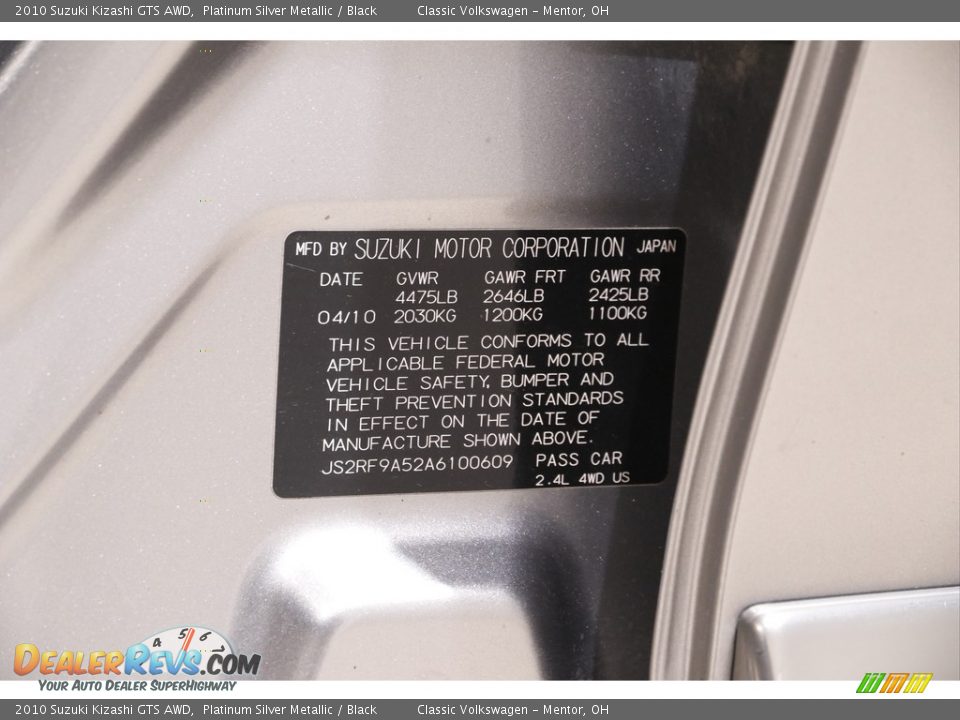 2010 Suzuki Kizashi GTS AWD, Platinum Silver Metallic / Black Classic Volkswagen – Mentor, OH
MFD BY SUZUKI MOTOR CORPORATION JAPAN
DATE GVWR GAWR FRT GAWR RR
4475LB 2646LB 2425LB
04/10 2030KG 1200KG 1100KG
THIS VEHICLE CONFORMS TO ALL
APPLICABLE FEDERAL MOTOR
VEHICLE SAFETY, BUMPER AND
THEFT PREVENTION STANDARDS
IN EFFECT ON THE DATE OF
MANUFACTURE SHOWN ABOVE.
JS2RF9A52A6100609 PASS CAR
2.4L 4WD US
4 5 6 7
DEALERREVS.COM
YOUR AUTO DEALER SUPERHIGHWAY
2010 Suzuki Kizashi GTS AWD, Platinum Silver Metallic / Black Classic Volkswagen – Mentor, OH